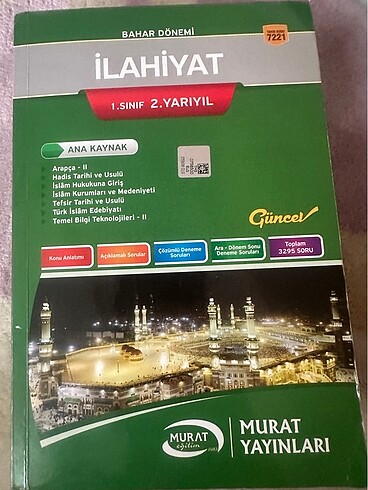 BAHAR DÖNEMİ
7221
İLAHİYAT
1.SINIF 2.YARIYIL
ANA KAYNAK
Arapça - II
Hadis Tarihi ve Usulü
İslâm Hukukuna Giriş
İslâm Kurumları ve Medeniyeti
Tefsir Tarihi ve Usulü
Türk İslâm Edebiyatı
Temel Bilgi Teknolojileri - II
Güncel
Konu Anlatımı
Açıklamalı Sorular
Çözümlü Deneme
Soruları
Ara - Dönem Sonu
Deneme Soruları
Toplam
3295 SORU
MURAT
eğitim
MURAT
YAYINLARI